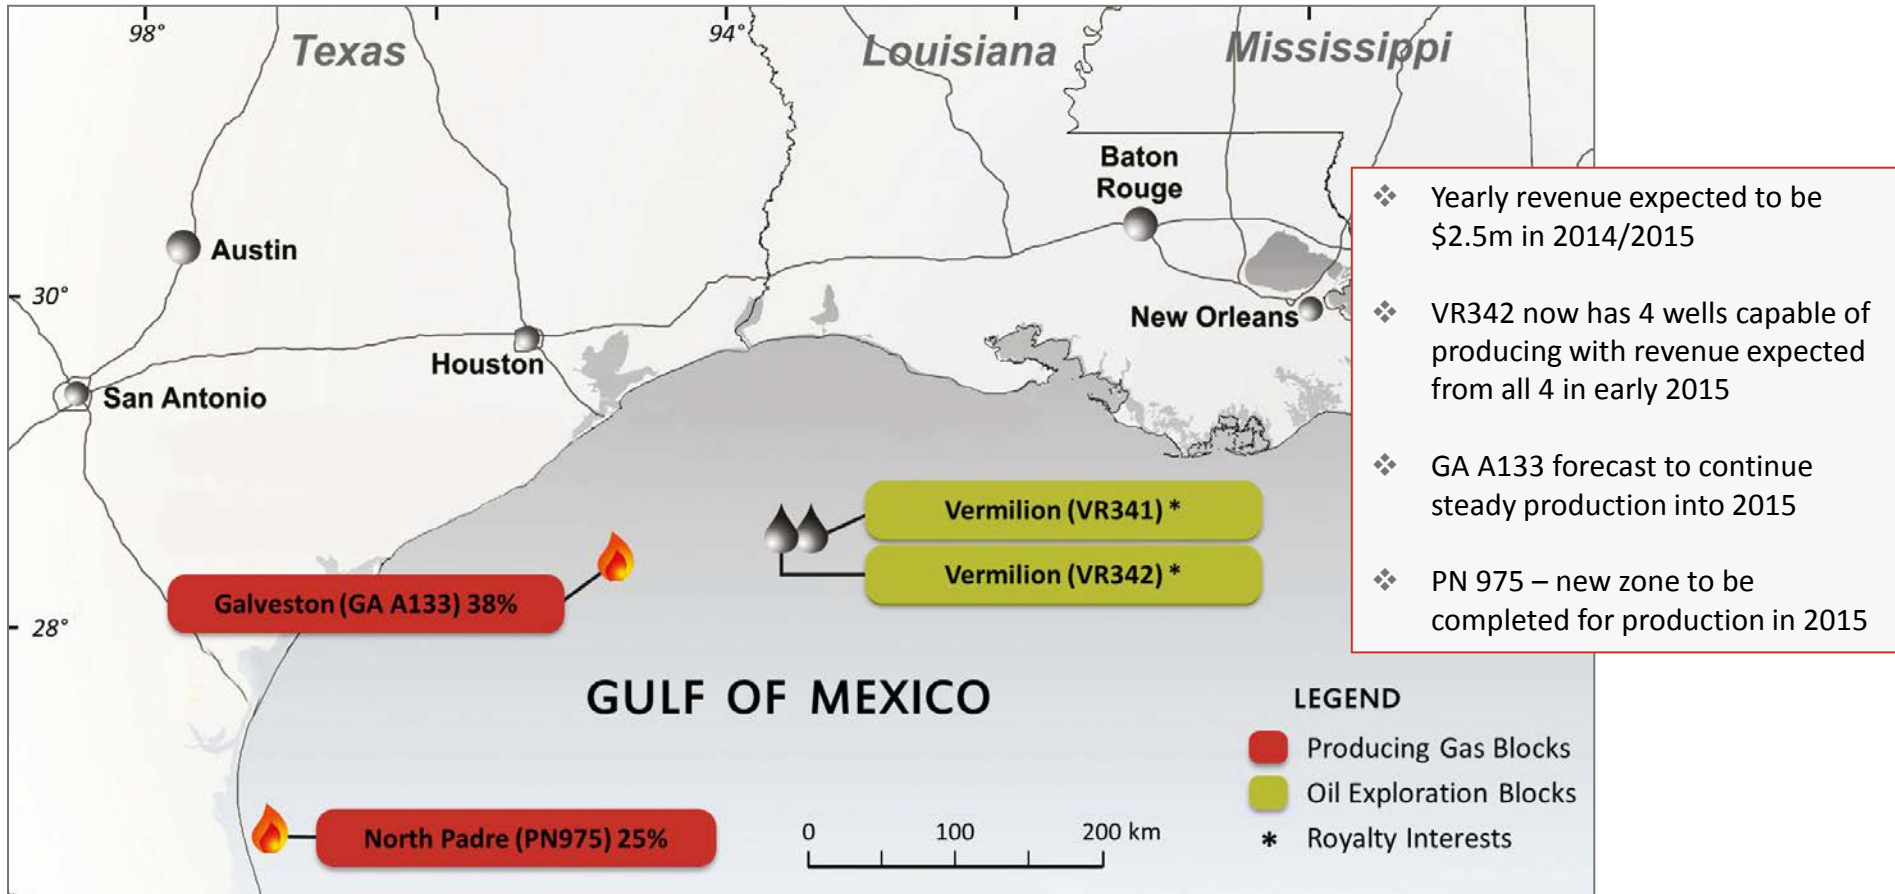 98°
94°
Texas
Louisiana
Mississippi
Baton
Rouge
Austin
30°
New Orleans
Houston
San Antonio
Vermilion (VR341) *
Vermilion (VR342) *
Galveston (GA A133) 38%
28°
GULF OF MEXICO
North Padre (PN975) 25%
0 100 200 km
LEGEND
Producing Gas Blocks
Oil Exploration Blocks
* Royalty Interests
❖ Yearly revenue expected to be
$2.5m in 2014/2015
❖ VR342 now has 4 wells capable of
producing with revenue expected
from all 4 in early 2015
❖ GA A133 forecast to continue
steady production into 2015
❖ PN 975 – new zone to be
completed for production in 2015